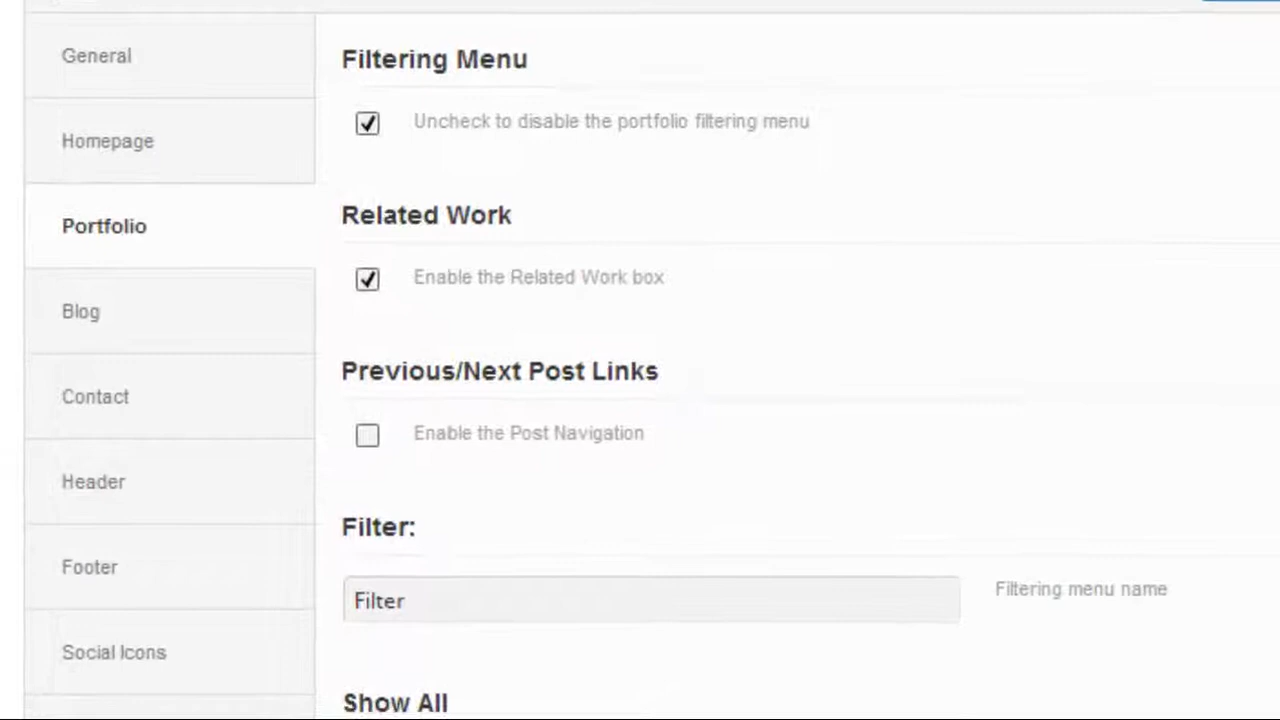 General
Homepage
Portfolio
Blog
Contact
Header
Footer
Social Icons
Filtering Menu
Uncheck to disable the portfolio filtering menu
Related Work
Enable the Related Work box
Previous/Next Post Links
Enable the Post Navigation
Filter:
Filter
Filtering menu name
Show All